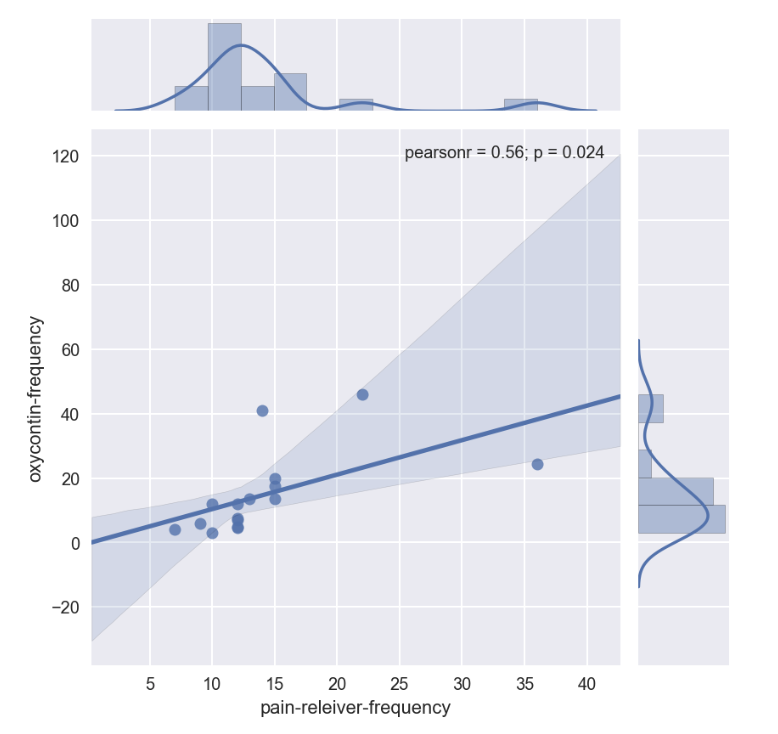 pearsonr = 0.56; p = 0.024
120
100
80
60
40
20
0
−20
oxycontin-frequency
5 10 15 20 25 30 35 40
pain-releiver-frequency